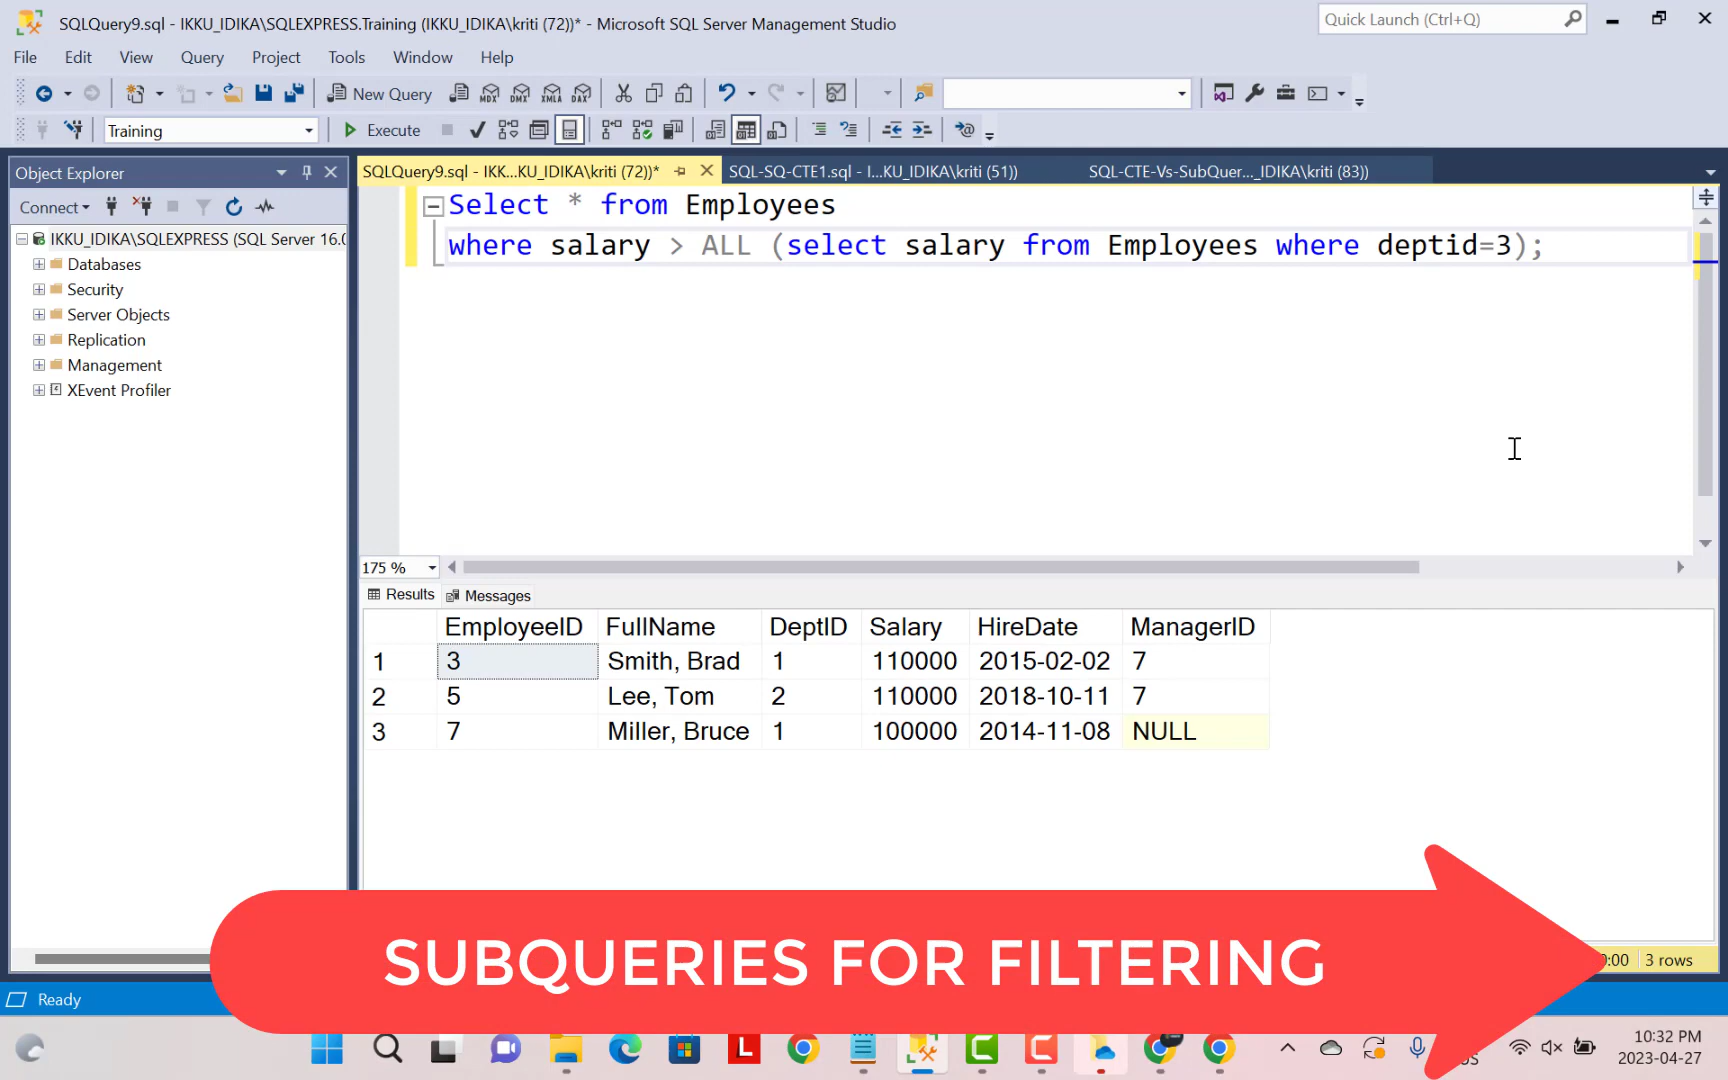 SQLQuery9.sql - IKKU_IDIKA\SQLEXPRESS.Training (IKKU_IDIKA\kriti (72))* - Microsoft SQL Server Management Studio
Quick Launch (Ctrl+Q)
File Edit View Query Project Tools Window Help
New Query
MDX DMX XMLA DAX
Training
Execute
Object Explorer
SQLQuery9.sql - IKK...KU_IDIKA\kriti (72))*
SQL-SQ-CTE1.sql - I...KU_IDIKA\kriti (51))
SQL-CTE-Vs-SubQuer..._IDIKA\kriti (83))
Connect
IKKU_IDIKA\SQLEXPRESS (SQL Server 16.0
Databases
Security
Server Objects
Replication
Management
XEvent Profiler
Select * from Employees
where salary > ALL (select salary from Employees where deptid=3);
175 %
Results Messages
EmployeeID FullName DeptID Salary HireDate ManagerID
1 3 Smith, Brad 1 110000 2015-02-02 7
2 5 Lee, Tom 2 110000 2018-10-11 7
3 7 Miller, Bruce 1 100000 2014-11-08 NULL
SUBQUERIES FOR FILTERING
:00 3 rows
Ready
L
10:32 PM
2023-04-27